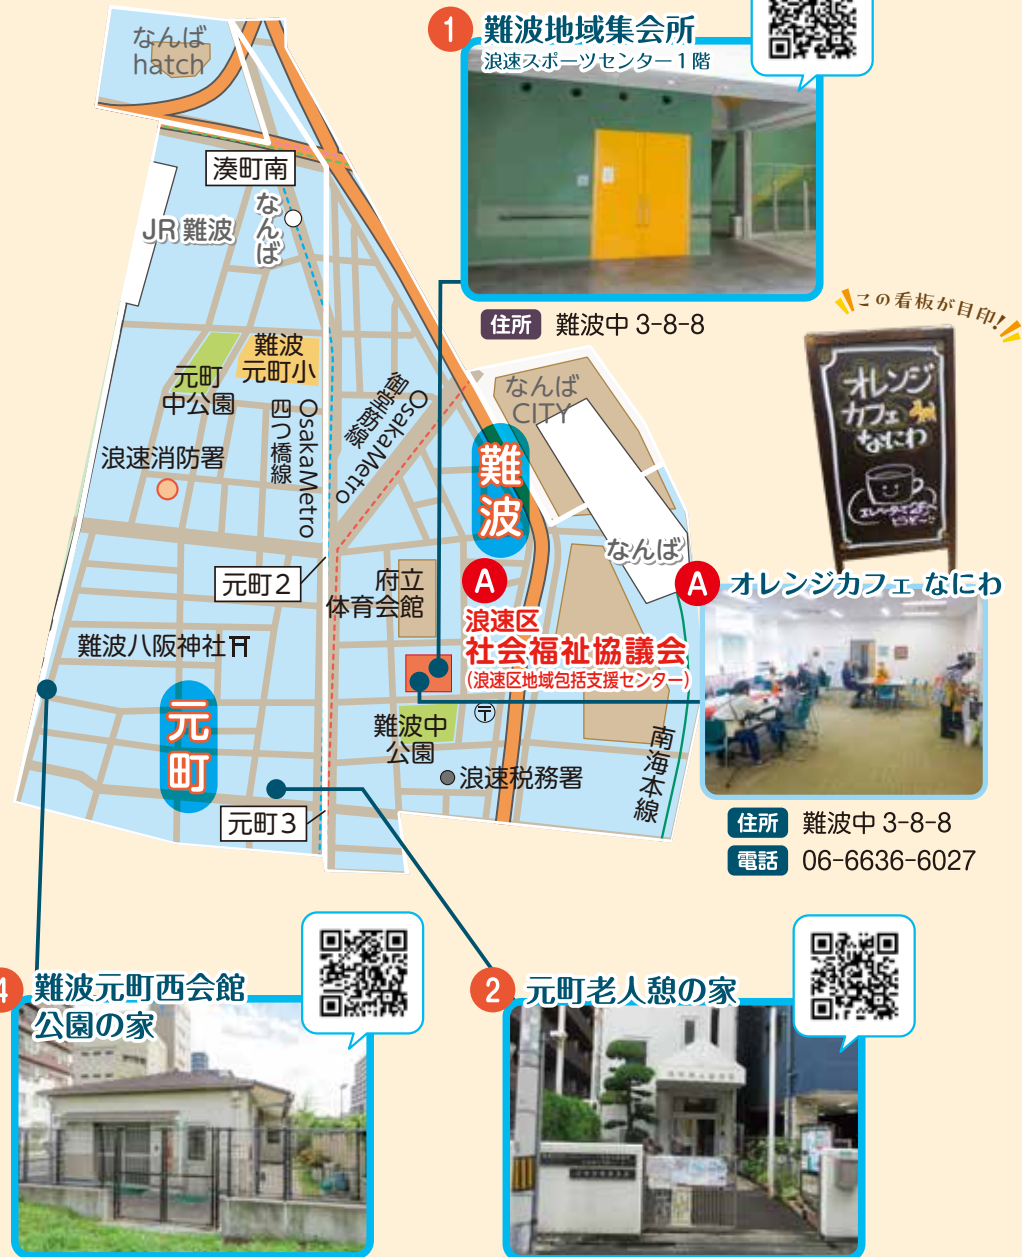 1 難波地域集会所
浪速スポーツセンター1階
住所 難波中 3-8-8
この看板が目印!
オレンジ
カフェ
なにわ
なんば
hatch
湊町南
なんば
JR 難波
難波
元町小
元町
中公園
OsakaMetro
四つ橋線
OsakaMetro
御堂筋線
なんば
CITY
浪速消防署
難波
なんば
元町2
府立
体育会館
A
浪速区
社会福祉協議会
(浪速区地域包括支援センター)
難波八阪神社
元町
難波中
公園
〒
浪速税務署
南海本線
元町3
A オレンジカフェ なにわ
住所 難波中 3-8-8
電話 06-6636-6027
4 難波元町西会館
公園の家
2 元町老人憩の家